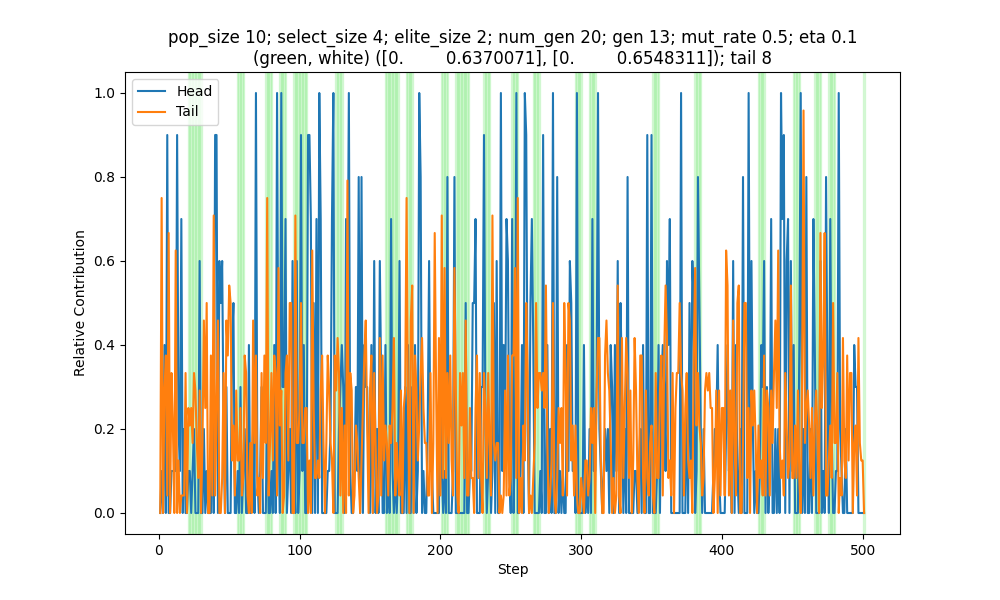 pop_size 10; select_size 4; elite_size 2; num_gen 20; gen 13; mut_rate 0.5; eta 0.1
(green, white) ([0.         0.6370071], [0.         0.6548311]); tail 8
Head
Tail
1.0
0.8
0.6
0.4
0.2
0.0
Relative Contribution
0
100
200
300
400
500
Step